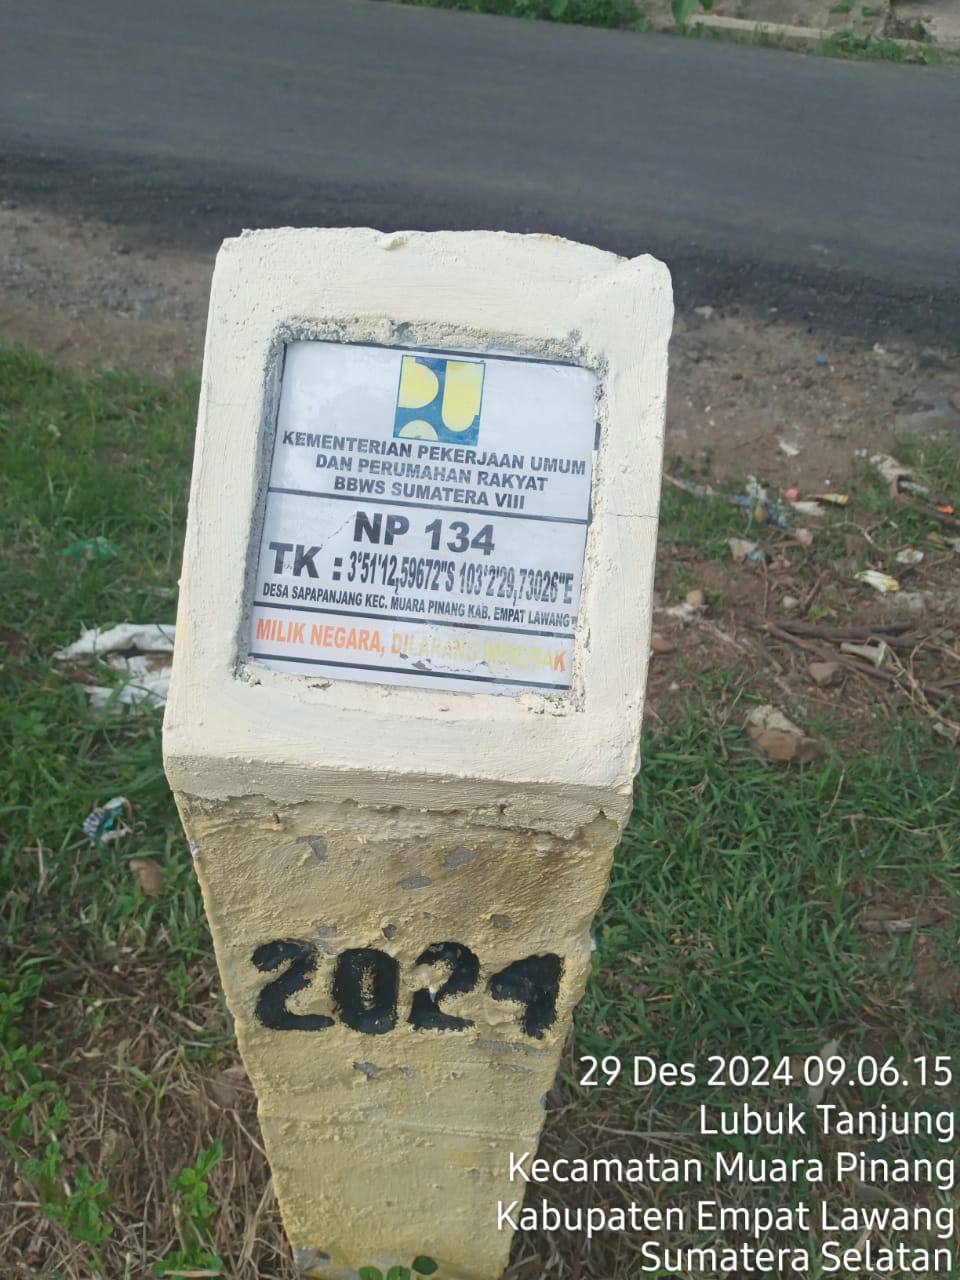 KEMENTERIAN PEKERJAAN UMUM
DAN PERUMAHAN RAKYAT
BBWS SUMATERA VIII
NP 134
TK : 3°51'12,59672"S 103°2'29,73026"E
DESA SAPAPANJANG KEC. MUARA PINANG KAB. EMPAT LAWANG
MILIK NEGARA, DILARANG MERUSAK
2024
29 Des 2024 09.06.15
Lubuk Tanjung
Kecamatan Muara Pinang
Kabupaten Empat Lawang
Sumatera Selatan